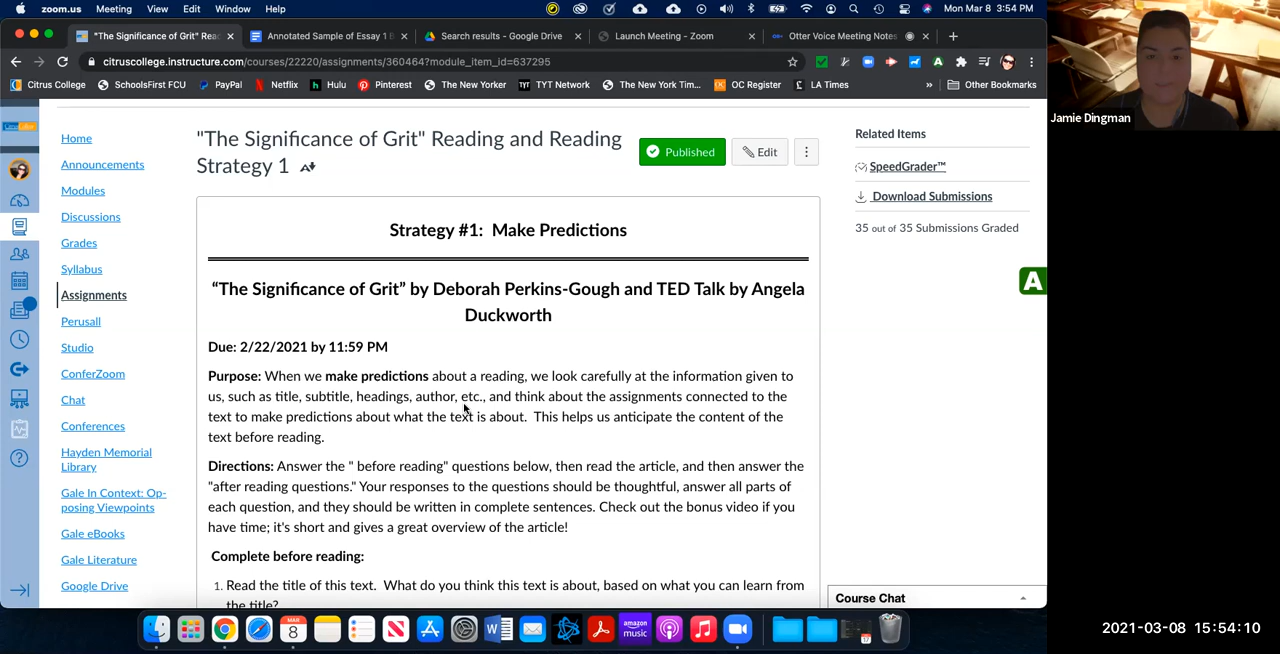 zoom.us Meeting View Edit Window Help
Mon Mar 8 3:54 PM
"The Significance of Grit" Rea
Annotated Sample of Essay 1
Search results - Google Drive
Launch Meeting - Zoom
Otter Voice Meeting Notes
citruscollege.instructure.com/courses/22220/assignments/360464?module_item_id=637295
Citrus College SchoolsFirst FCU PayPal Netflix Hulu Pinterest The New Yorker TYT Network The New York Tim... OC Register LA Times » Other Bookmarks
Jamie Dingman
Home
Announcements
Modules
Discussions
Grades
Syllabus
Assignments
Perusall
Studio
ConferZoom
Chat
Conferences
Hayden Memorial
Library
Gale In Context: Op-
posing Viewpoints
Gale eBooks
Gale Literature
Google Drive
"The Significance of Grit" Reading and Reading
Strategy 1
Published
Edit
Strategy #1: Make Predictions
“The Significance of Grit” by Deborah Perkins-Gough and TED Talk by Angela
Duckworth
Due: 2/22/2021 by 11:59 PM
Purpose: When we make predictions about a reading, we look carefully at the information given to
us, such as title, subtitle, headings, author, etc., and think about the assignments connected to the
text to make predictions about what the text is about. This helps us anticipate the content of the
text before reading.
Directions: Answer the " before reading" questions below, then read the article, and then answer the
"after reading questions." Your responses to the questions should be thoughtful, answer all parts of
each question, and they should be written in complete sentences. Check out the bonus video if you
have time; it's short and gives a great overview of the article!
Complete before reading:
1. Read the title of this text. What do you think this text is about, based on what you can learn from
the title?
Related Items
SpeedGrader™
Download Submissions
35 out of 35 Submissions Graded
A
Course Chat
MAR
8
amazon
music
2021-03-08 15:54:10